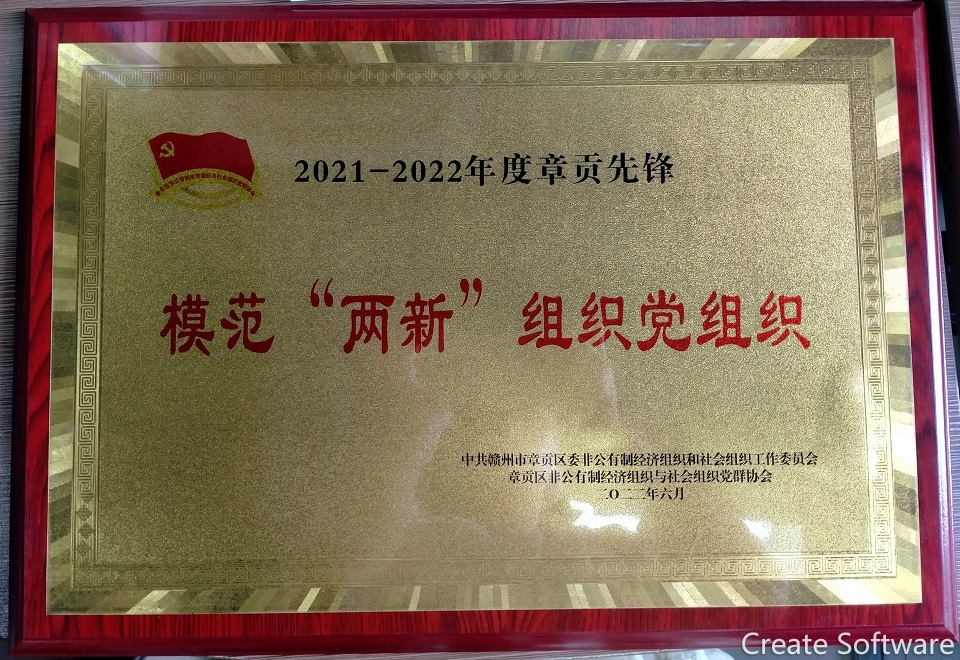 2021-2022年度章贡先锋
模范“两新”组织党组织
中共赣州市章贡区委非公有制经济组织和社会组织工作委员会
章贡区非公有制经济组织与社会组织党群协会
二〇二二年六月
Create Software